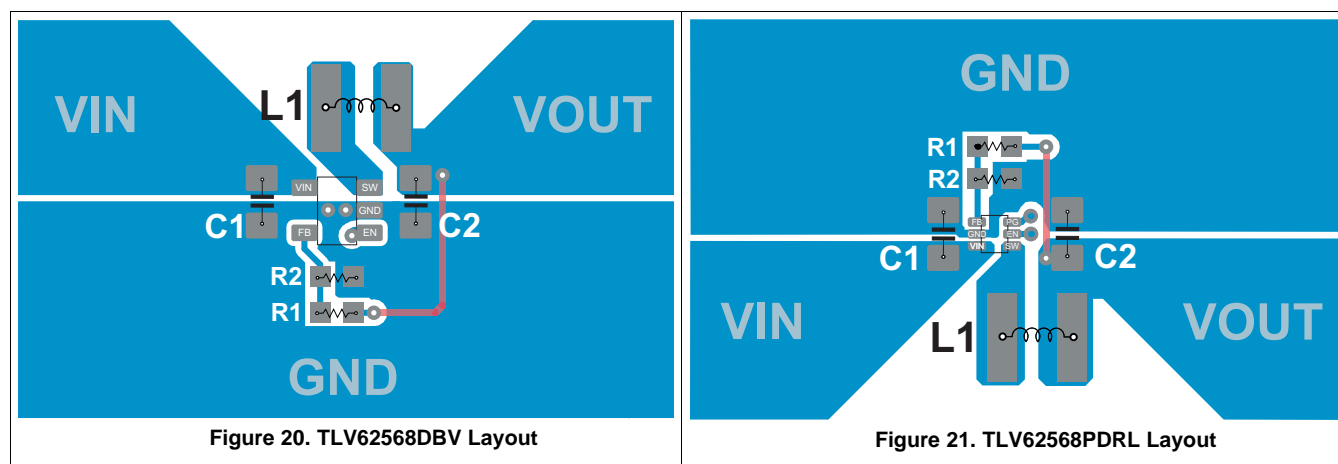 VIN
L1
VOUT
VIN
SW
GND
C1
C2
FB
EN
R2
R1
GND
Figure 20. TLV62568DBV Layout
GND
R1
R2
FB
PG
GND
EN
VIN
SW
C1
C2
VIN
L1
VOUT
Figure 21. TLV62568PDRL Layout